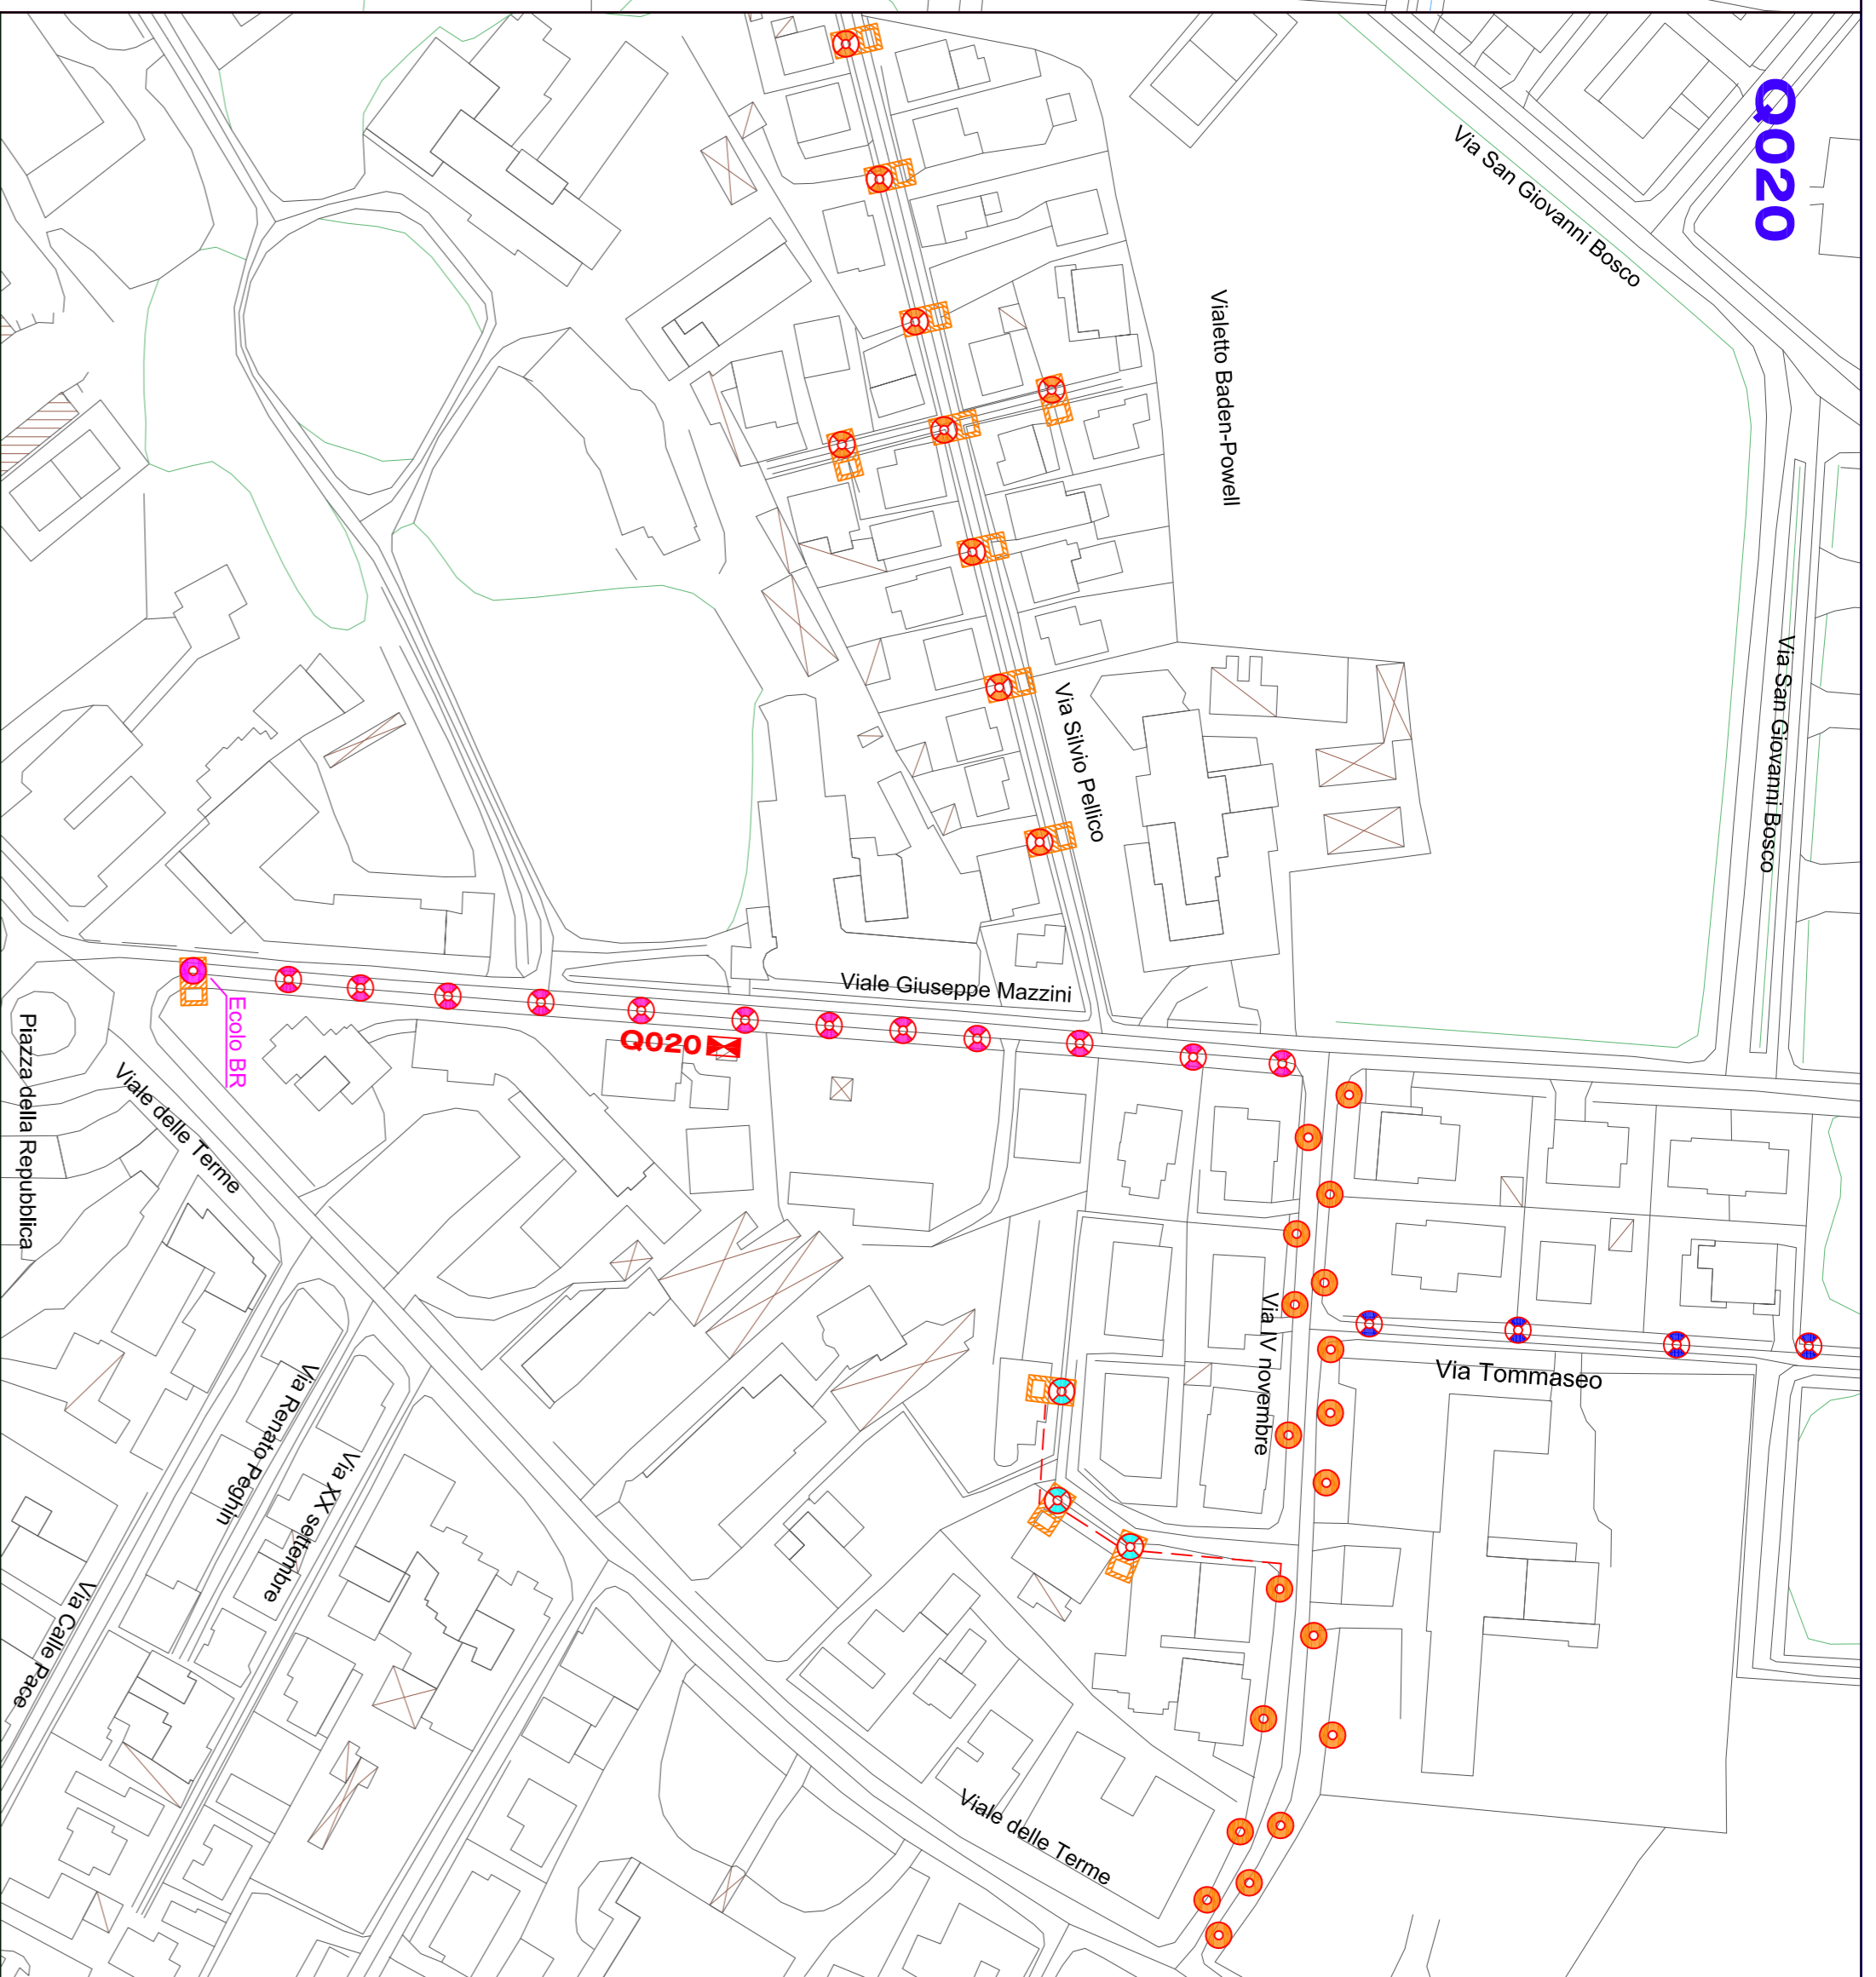 Q020
Via San Giovanni Bosco
Vialetto Baden-Powell
Via San Giovanni Bosco
Via Silvio Pellico
Viale Giuseppe Mazzini
Ecolo BR
Q020
Piazza della Repubblica
Viale delle Terme
Via IV novembre
Via Tommaseo
Via Renato Peghin
Via XX settembre
Via Calle Pace
Viale delle Terme